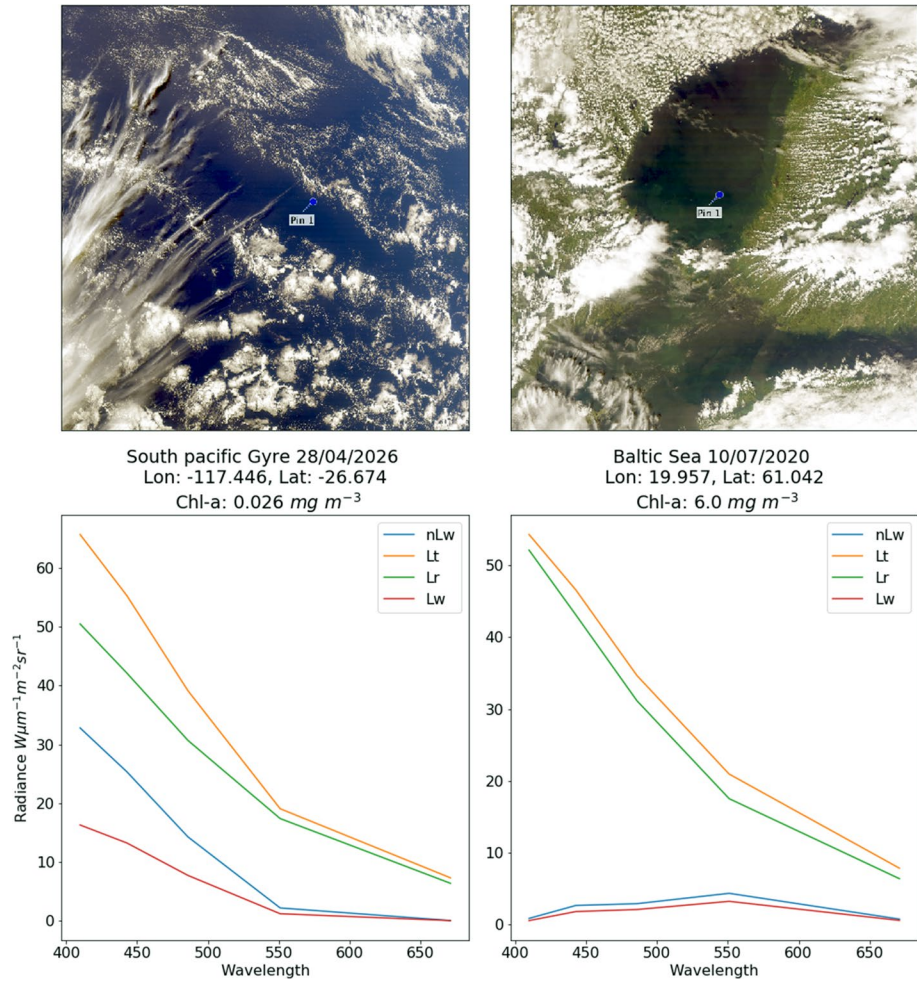 Pin 1
Pin 1
South pacific Gyre 28/04/2026
Lon: -117.446, Lat: -26.674
Chl-a: 0.026 mg m⁻³
Baltic Sea 10/07/2020
Lon: 19.957, Lat: 61.042
Chl-a: 6.0 mg m⁻³
Radiance Wμm⁻¹m⁻²sr⁻¹
60
50
40
30
20
10
0
nLw
Lt
Lr
Lw
400 450 500 550 600 650
Wavelength
50
40
30
20
10
0
nLw
Lt
Lr
Lw
400 450 500 550 600 650
Wavelength